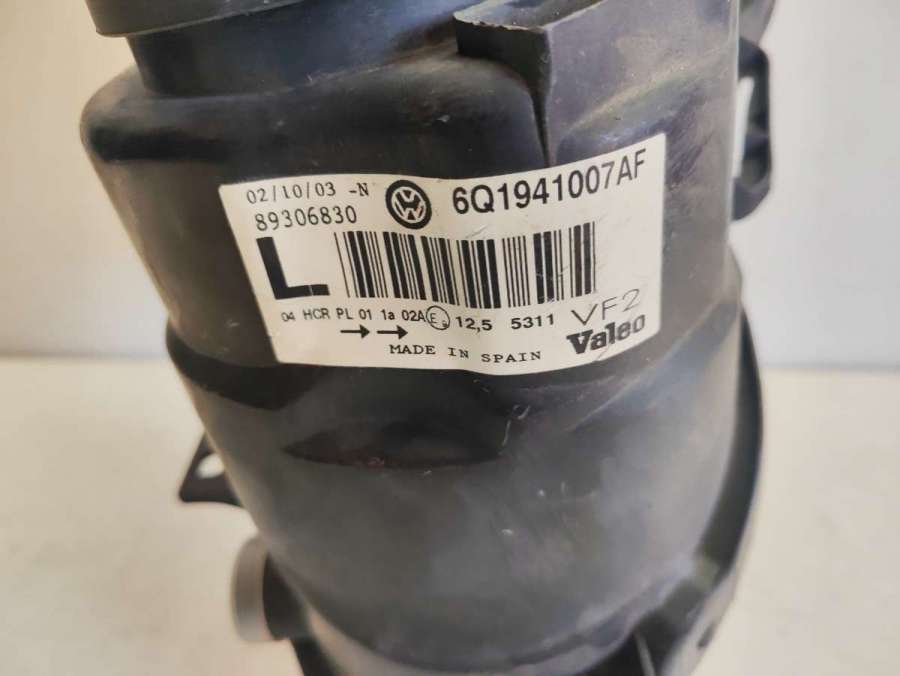 02/10/03 -N
89306830
6Q1941007AF
L
04 HCR PL 01 1a 02A E 9 12,5 5311
VF2
MADE IN SPAIN
Valeo